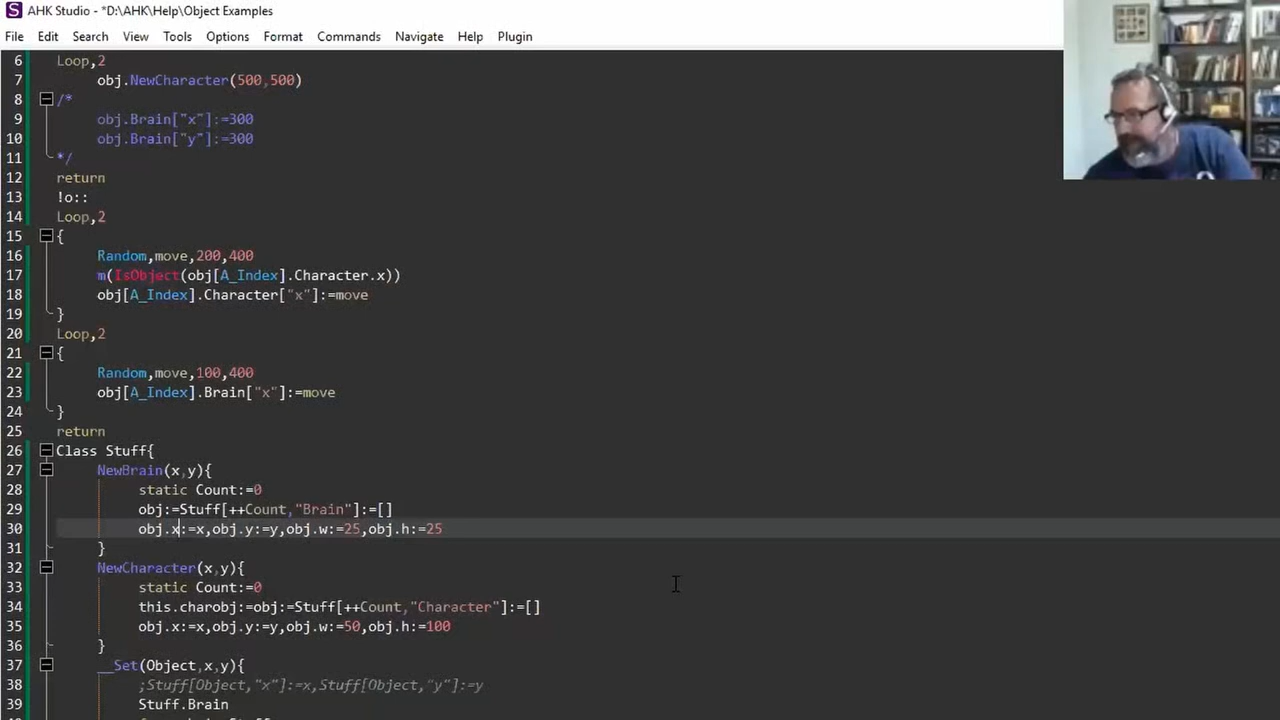 AHK Studio - *D:\AHK\Help\Object Examples
File Edit Search View Tools Options Format Commands Navigate Help Plugin
6 Loop,2
7 obj.NewCharacter(500,500)
8 /*
9 obj.Brain["x"]:=300
10 obj.Brain["y"]:=300
11 */
12 return
13 !o::
14 Loop,2
15 {
16 Random,move,200,400
17 m(IsObject(obj[A_Index].Character.x))
18 obj[A_Index].Character["x"]:=move
19 }
20 Loop,2
21 {
22 Random,move,100,400
23 obj[A_Index].Brain["x"]:=move
24 }
25 return
26 Class Stuff{
27 NewBrain(x,y){
28 static Count:=0
29 obj:=Stuff[++Count,"Brain"]:=[]
30 obj.x:=x,obj.y:=y,obj.w:=25,obj.h:=25
31 }
32 NewCharacter(x,y){
33 static Count:=0
34 this.charobj:=obj:=Stuff[++Count,"Character"]:=[]
35 obj.x:=x,obj.y:=y,obj.w:=50,obj.h:=100
36 }
37 __Set(Object,x,y){
38 ;Stuff[Object,"x"]:=x,Stuff[Object,"y"]:=y
39 Stuff.Brain